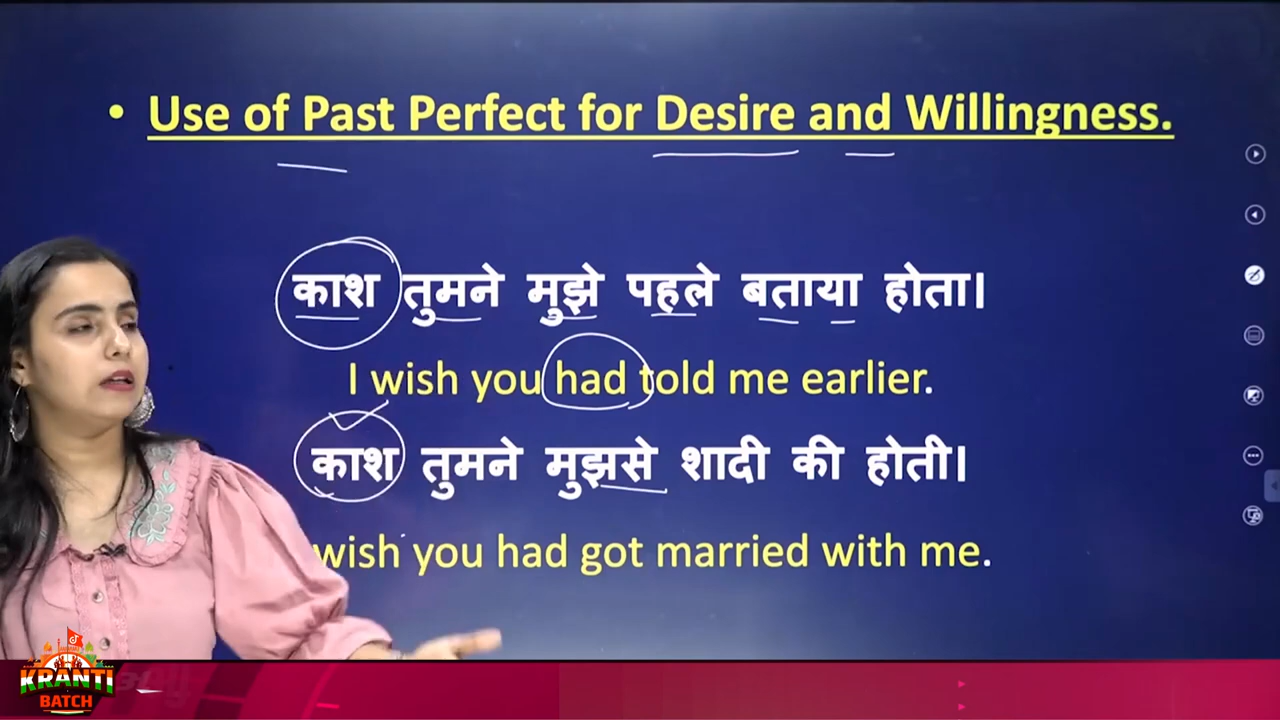 • Use of Past Perfect for Desire and Willingness.
काश तुमने मुझे पहले बताया होता।
I wish you had told me earlier.
काश तुमने मुझसे शादी की होती।
wish you had got married with me.
KRANTI
BATCH